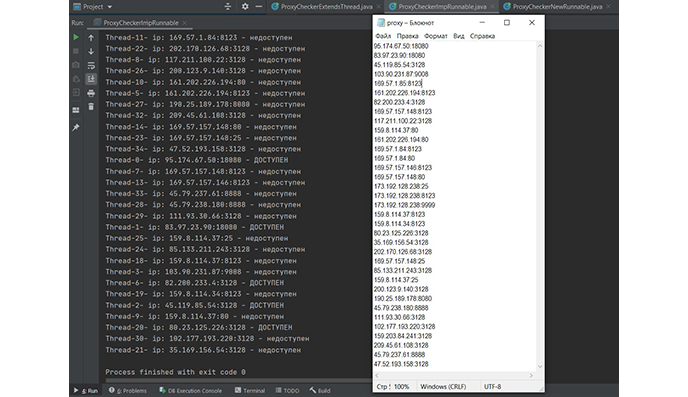 Project
ProxyCheckerExtendsThread.java
ProxyCheckerImpRunnable.java
ProxyCheckerNewRunnable.java
Run: ProxyCheckerImpRunnable
Thread-11- ip: 169.57.1.84:8123 - недоступен
Thread-22- ip: 202.170.126.68:3128 - недоступен
Thread-8- ip: 117.211.100.22:3128 - недоступен
Thread-26- ip: 200.123.9.140:3128 - недоступен
Thread-10- ip: 161.202.226.194:80 - недоступен
Thread-5- ip: 161.202.226.194:8123 - недоступен
Thread-27- ip: 190.25.189.178:8080 - недоступен
Thread-32- ip: 209.45.61.108:3128 - недоступен
Thread-14- ip: 169.57.157.148:80 - недоступен
Thread-23- ip: 169.57.157.148:25 - недоступен
Thread-34- ip: 47.52.193.158:3128 - недоступен
Thread-0- ip: 95.174.67.50:18080 - ДОСТУПЕН
Thread-7- ip: 169.57.157.148:8123 - недоступен
Thread-13- ip: 169.57.157.146:8123 - недоступен
Thread-33- ip: 45.79.237.61:8888 - недоступен
Thread-28- ip: 45.79.238.180:8888 - недоступен
Thread-29- ip: 111.93.30.66:3128 - недоступен
Thread-1- ip: 83.97.23.90:18080 - ДОСТУПЕН
Thread-25- ip: 159.8.114.37:25 - недоступен
Thread-24- ip: 85.133.211.243:3128 - недоступен
Thread-18- ip: 159.8.114.37:8123 - недоступен
Thread-3- ip: 103.90.231.87:9008 - недоступен
Thread-6- ip: 82.200.233.4:3128 - недоступен
Thread-19- ip: 159.8.114.34:8123 - недоступен
Thread-2- ip: 45.119.85.54:3128 - ДОСТУПЕН
Thread-9- ip: 159.8.114.37:80 - недоступен
Thread-20- ip: 80.23.125.226:3128 - ДОСТУПЕН
Thread-30- ip: 102.177.193.220:3128 - недоступен
Thread-21- ip: 35.169.156.54:3128 - недоступен
Process finished with exit code 0
4: Run
6: Problems
DB Execution Console
Terminal
TODO
Build
proxy – Блокнот
Файл Правка Формат Вид Справка
95.174.67.50:18080
83.97.23.90:18080
45.119.85.54:3128
103.90.231.87:9008
169.57.1.85:8123
161.202.226.194:8123
82.200.233.4:3128
169.57.157.148:8123
117.211.100.22:3128
159.8.114.37:80
161.202.226.194:80
169.57.1.84:8123
169.57.1.84:80
169.57.157.146:8123
169.57.157.148:80
173.192.128.238:25
173.192.128.238:8123
173.192.128.238:9999
159.8.114.37:8123
159.8.114.34:8123
80.23.125.226:3128
35.169.156.54:3128
202.170.126.68:3128
169.57.157.148:25
85.133.211.243:3128
159.8.114.37:25
200.123.9.140:3128
190.25.189.178:8080
45.79.238.180:8888
111.93.30.66:3128
102.177.193.220:3128
159.203.84.241:3128
209.45.61.108:3128
45.79.237.61:8888
47.52.193.158:3128
Стр 100% Windows (CRLF) UTF-8